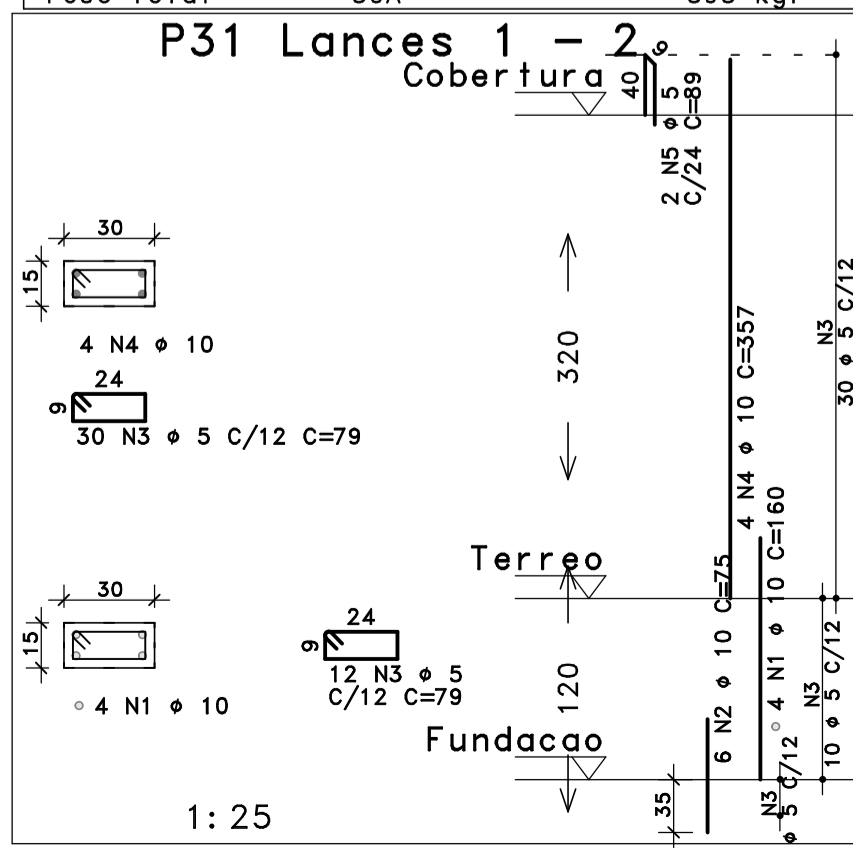 P31 Lances 1 - 2
Cobertura
40
9
2 N5 ϕ 5
C/24 C=89
30
15
4 N4 ϕ 10
24
9
30 N3 ϕ 5 C/12 C=79
320
4 N4 ϕ 10 C=357
N3
30 ϕ 5 C/12
Terreo
30
15
4 N1 ϕ 10
24
9
12 N3 ϕ 5
C/12 C=79
120
6 N2 ϕ 10 C=75
4 N1 ϕ 10 C=160
N3
10 ϕ 5 C/12
Fundacao
35
N3
ϕ 5 C/12
1:25